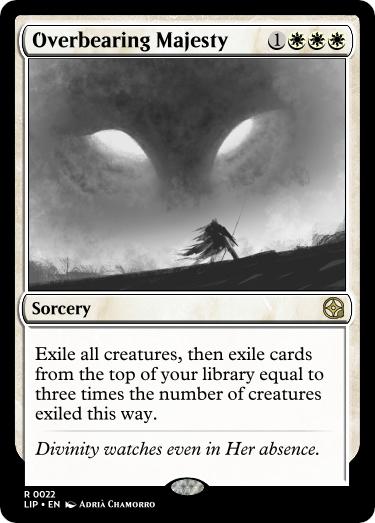 Overbearing Majesty 1
Sorcery
Exile all creatures, then exile cards
from the top of your library equal to
three times the number of creatures
exiled this way.
Divinity watches even in Her absence.
R 0022
LIP • EN Adrià Chamorro